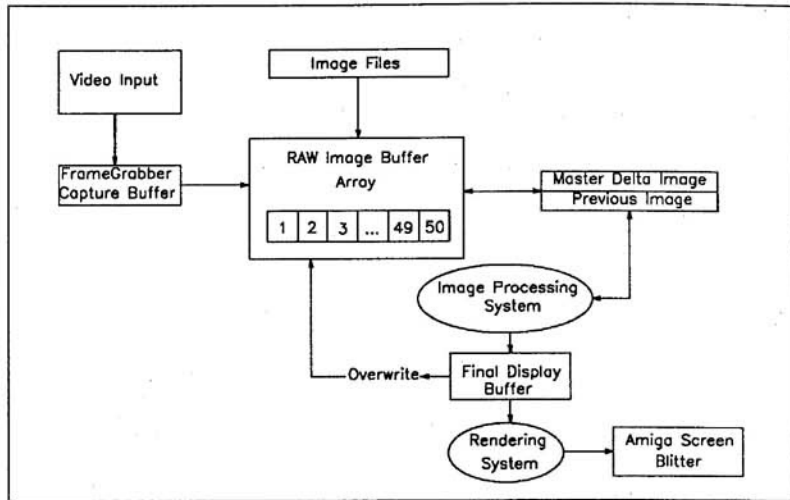 Video Input
Image Files
FrameGrabber
Capture Buffer
RAW Image Buffer
Array
1 2 3 ... 49 50
Master Delta Image
Previous Image
Image Processing
System
Overwrite
Final Display
Buffer
Rendering
System
Amiga Screen
Blitter